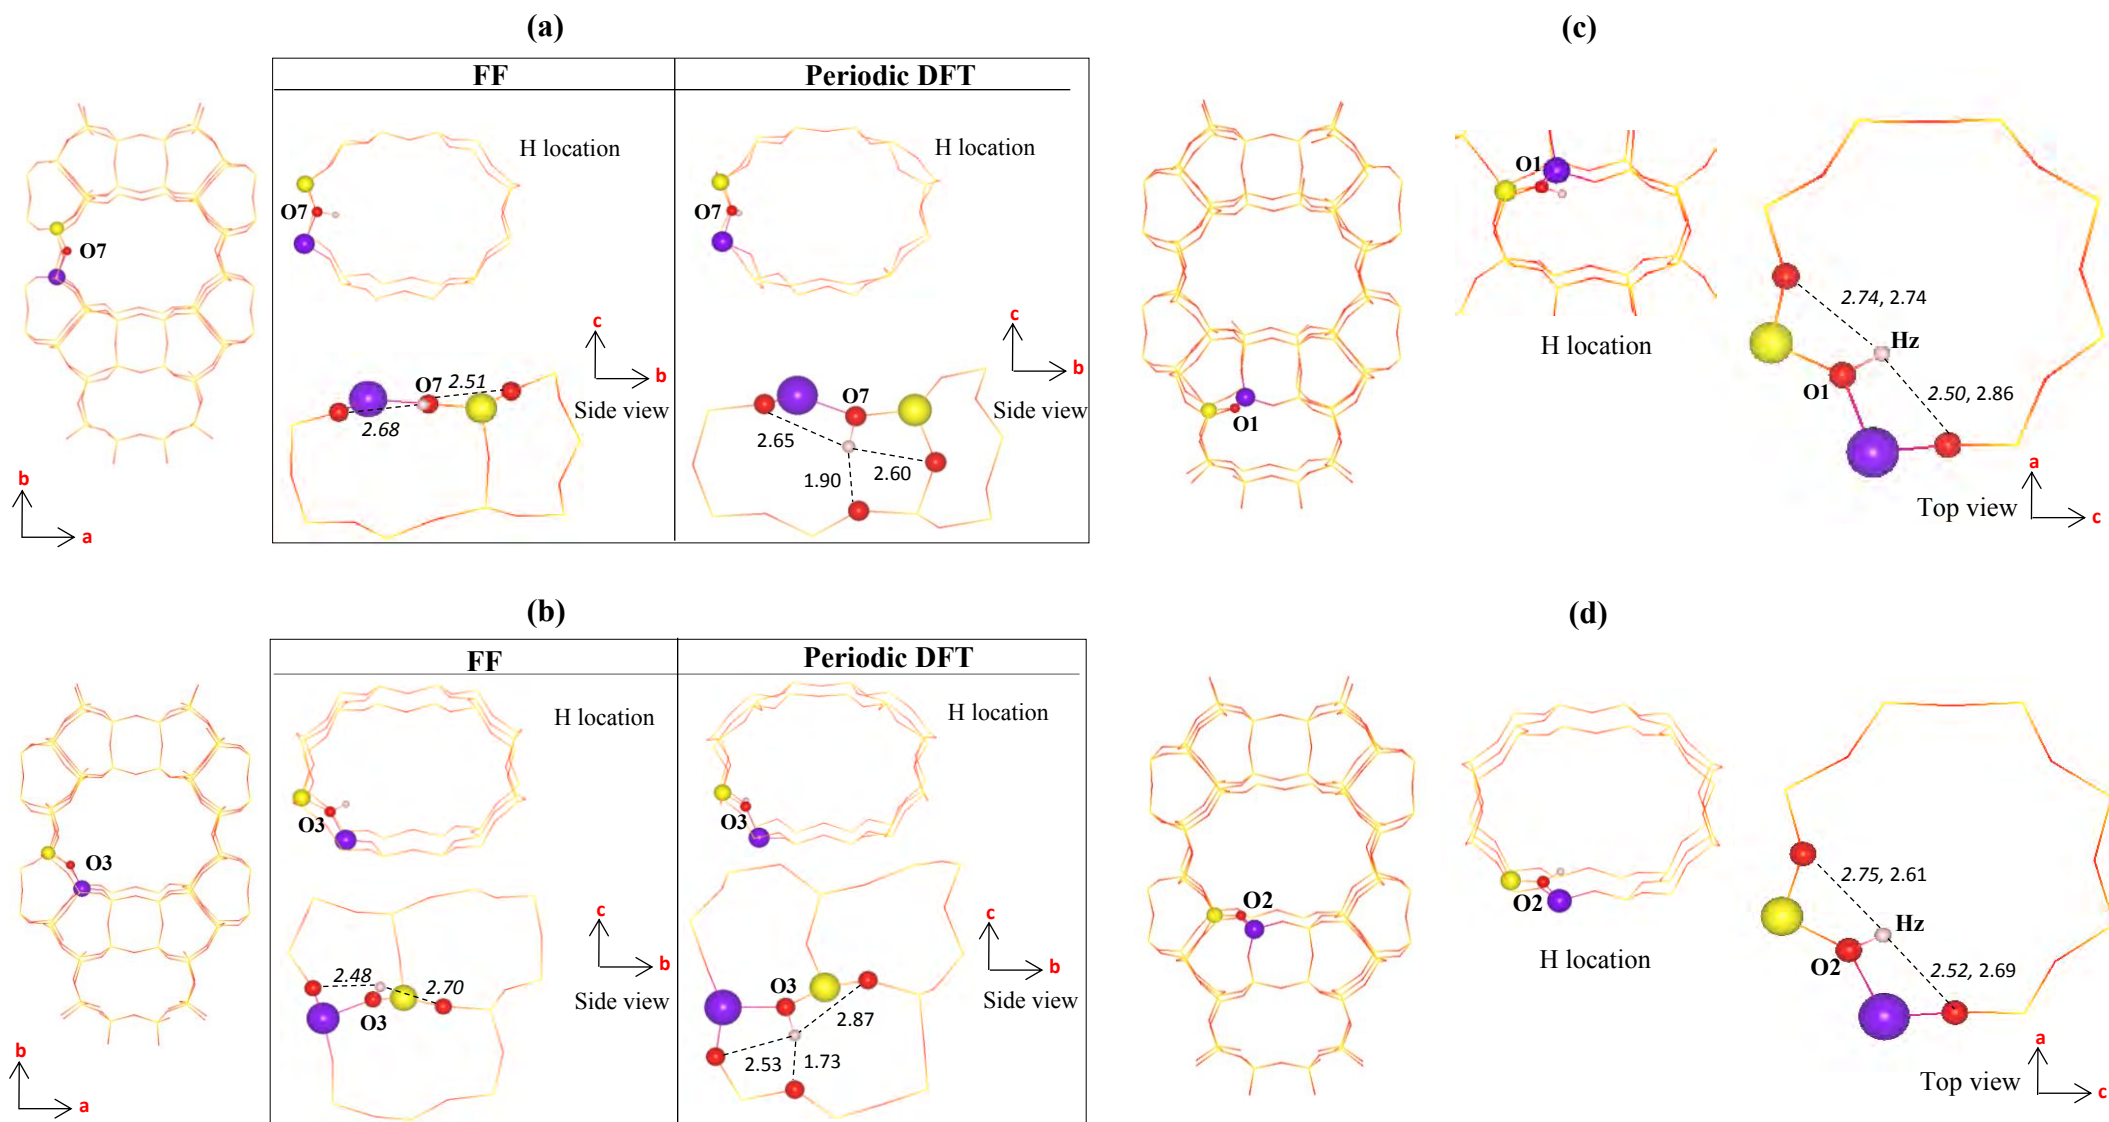 (a)
FF
Periodic DFT
H location
H location
O7
O7
O7
b
a
c
b
Side view
O7
2.51
2.68
c
b
Side view
O7
2.65
1.90
2.60
(c)
O1
O1
H location
2.74, 2.74
Hz
2.50, 2.86
O1
Top view
a
c
(b)
FF
Periodic DFT
H location
H location
O3
O3
O3
b
a
c
b
Side view
2.48
2.70
O3
c
b
Side view
O3
2.87
2.53
1.73
(d)
O2
O2
H location
2.75, 2.61
Hz
2.52, 2.69
O2
Top view
a
c